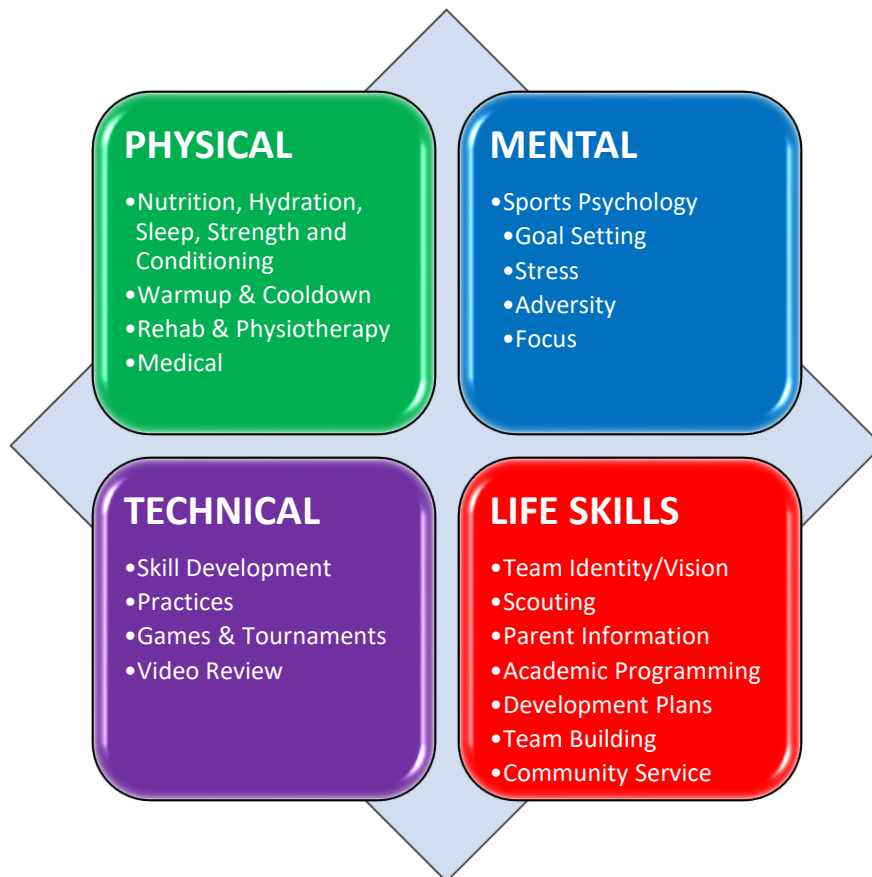 PHYSICAL
•Nutrition, Hydration,
Sleep, Strength and
Conditioning
•Warmup & Cooldown
•Rehab & Physiotherapy
•Medical
MENTAL
•Sports Psychology
•Goal Setting
•Stress
•Adversity
•Focus
TECHNICAL
•Skill Development
•Practices
•Games & Tournaments
•Video Review
LIFE SKILLS
•Team Identity/Vision
•Scouting
•Parent Information
•Academic Programming
•Development Plans
•Team Building
•Community Service